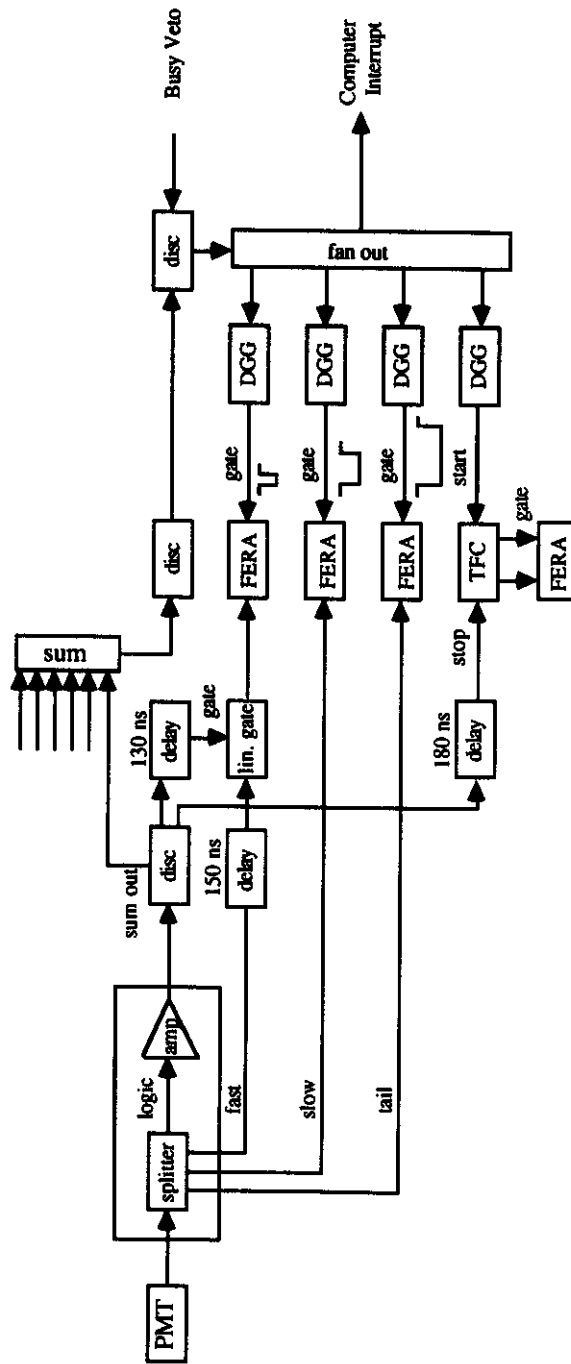 Busy Veto
Computer
Interrupt
disc
fan out
DGG
DGG
DGG
DGG
gate
gate
gate
start
gate
FERA
FERA
FERA
TFC
FERA
disc
sum
stop
130 ns
delay
gate
lin. gate
180 ns
delay
sum out
disc
150 ns
delay
amp
logic
fast
slow
tail
splitter
PMT